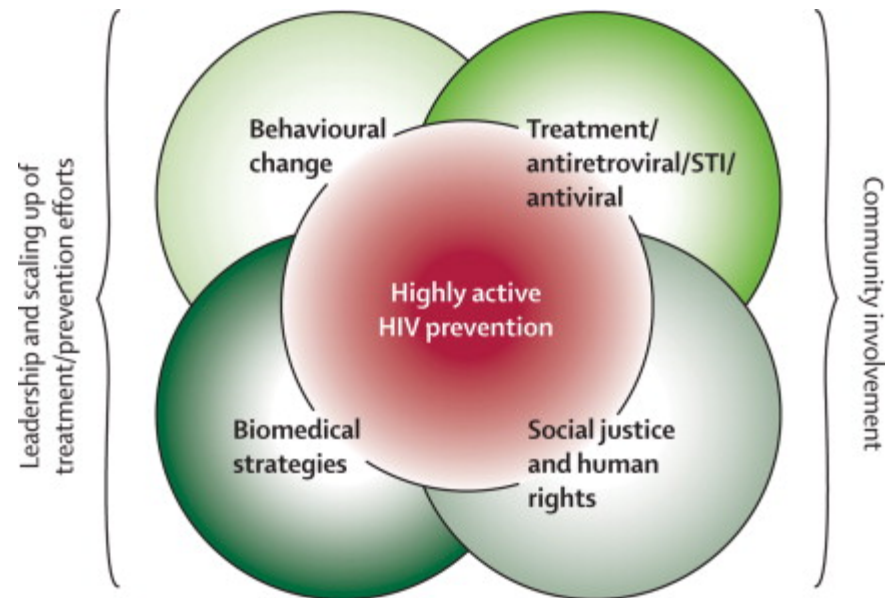 Leadership and scaling up of
treatment/prevention efforts
Behavioural
change
Treatment/
antiretroviral/STI/
antiviral
Highly active
HIV prevention
Biomedical
strategies
Social justice
and human
rights
Community involvement